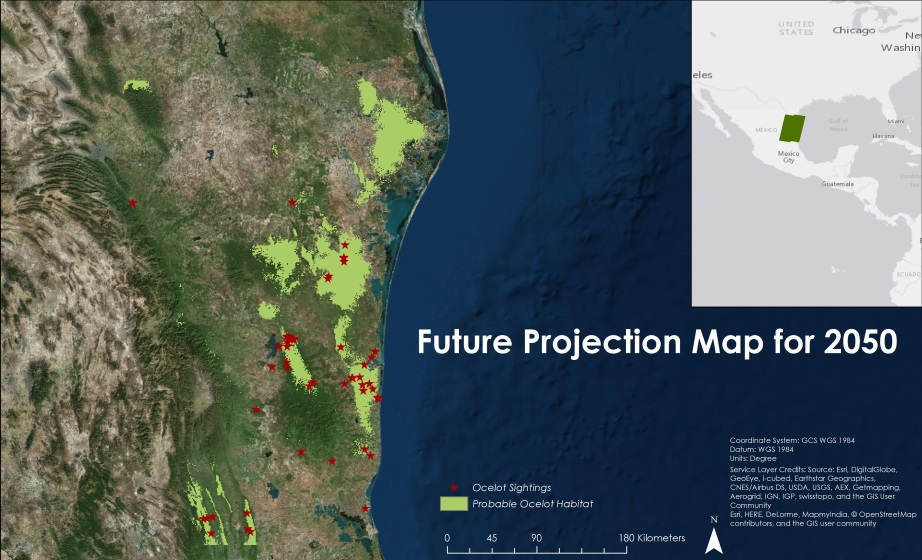 UNITED
STATES
Chicago
New
Washin
eles
MEXICO
Gulf of
Mexico
Miami
Havana
Mexico
City
Guatemala
ECUADO
Future Projection Map for 2050
Coordinate System: GCS WGS 1984
Datum: WGS 1984
Units: Degree
Service Layer Credits: Source: Esri, DigitalGlobe,
GeoEye, i-cubed, Earthstar Geographics,
CNES/Airbus DS, USDA, USGS, AEX, Getmapping,
Aerogrid, IGN, IGP, swisstopo, and the GIS User
Community
Esri, HERE, DeLorme, MapmyIndia, © OpenStreetMap
contributors, and the GIS user community
Ocelot Sightings
Probable Ocelot Habitat
0 45 90 180 Kilometers
N